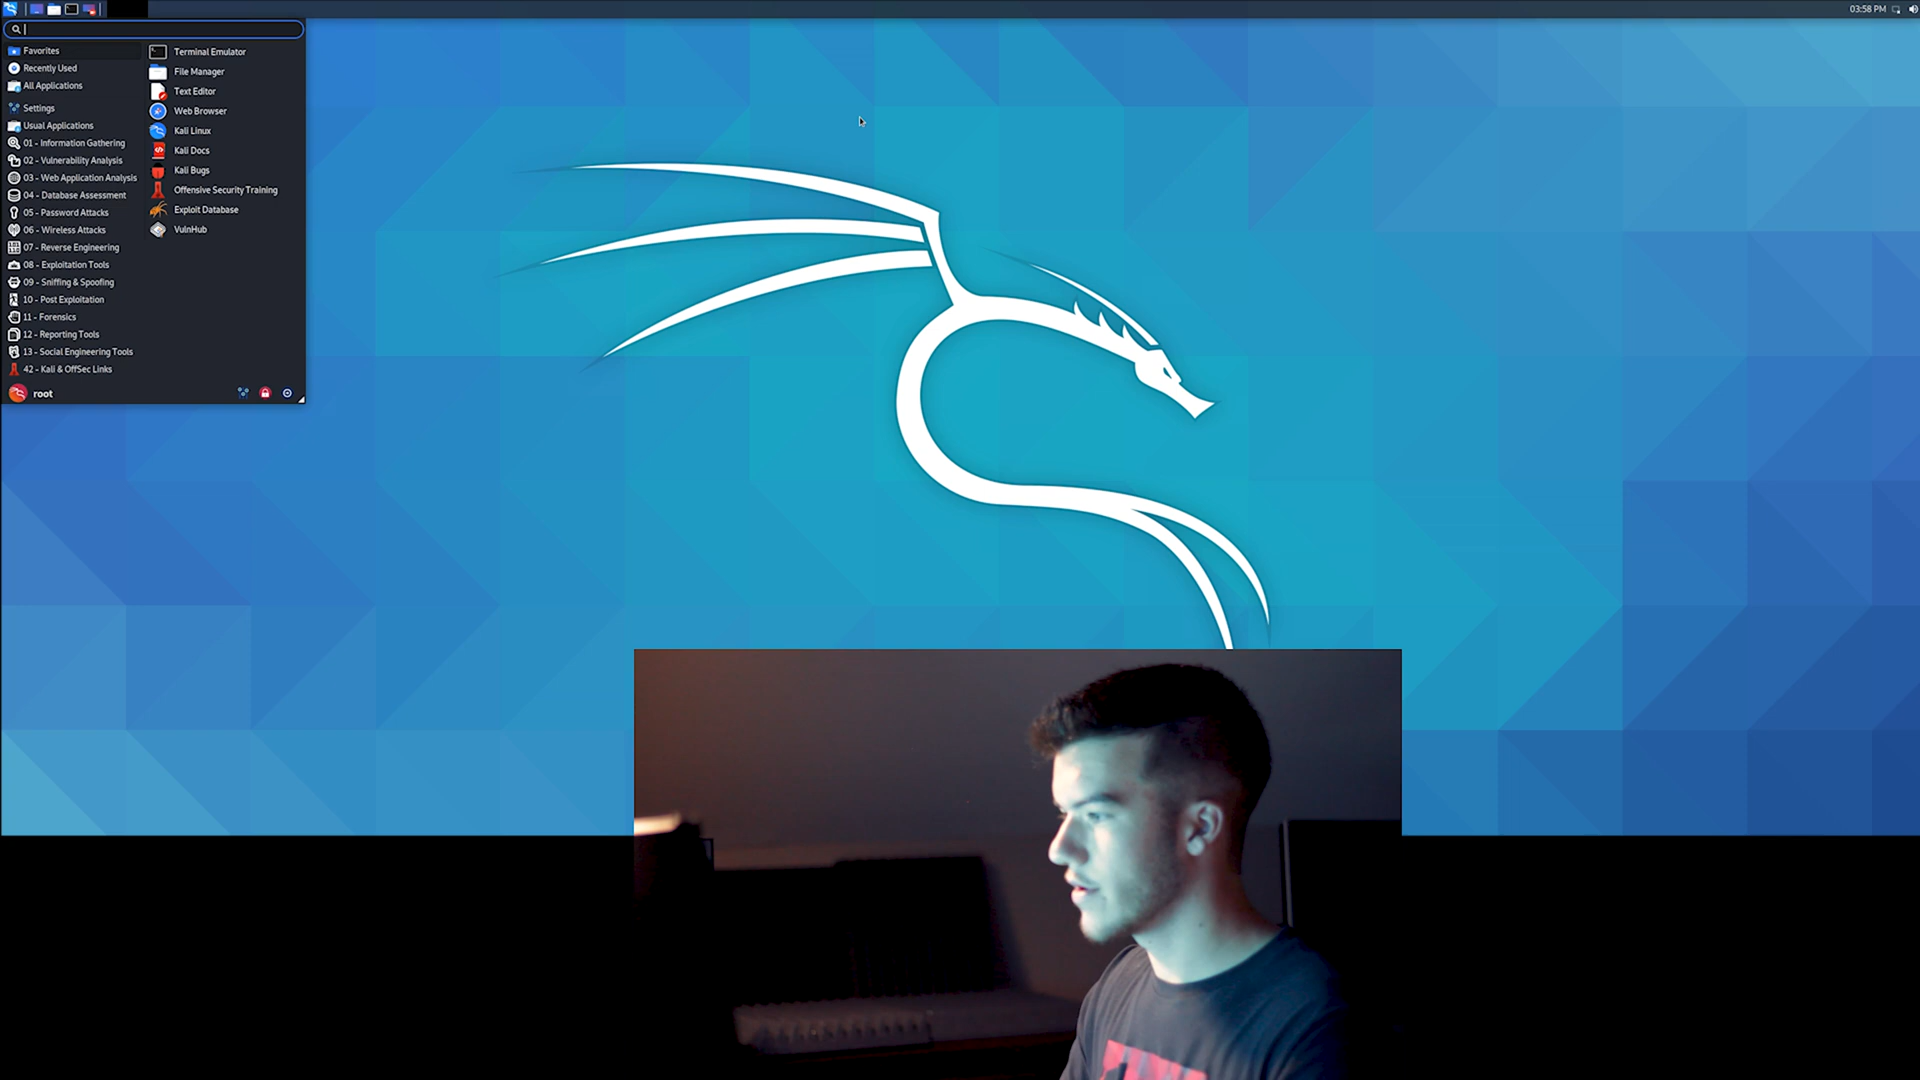 03:58 PM
Favorites
Recently Used
All Applications
Settings
Usual Applications
01 - Information Gathering
02 - Vulnerability Analysis
03 - Web Application Analysis
04 - Database Assessment
05 - Password Attacks
06 - Wireless Attacks
07 - Reverse Engineering
08 - Exploitation Tools
09 - Sniffing & Spoofing
10 - Post Exploitation
11 - Forensics
12 - Reporting Tools
13 - Social Engineering Tools
42 - Kali & OffSec Links
Terminal Emulator
File Manager
Text Editor
Web Browser
Kali Linux
Kali Docs
Kali Bugs
Offensive Security Training
Exploit Database
VulnHub
root